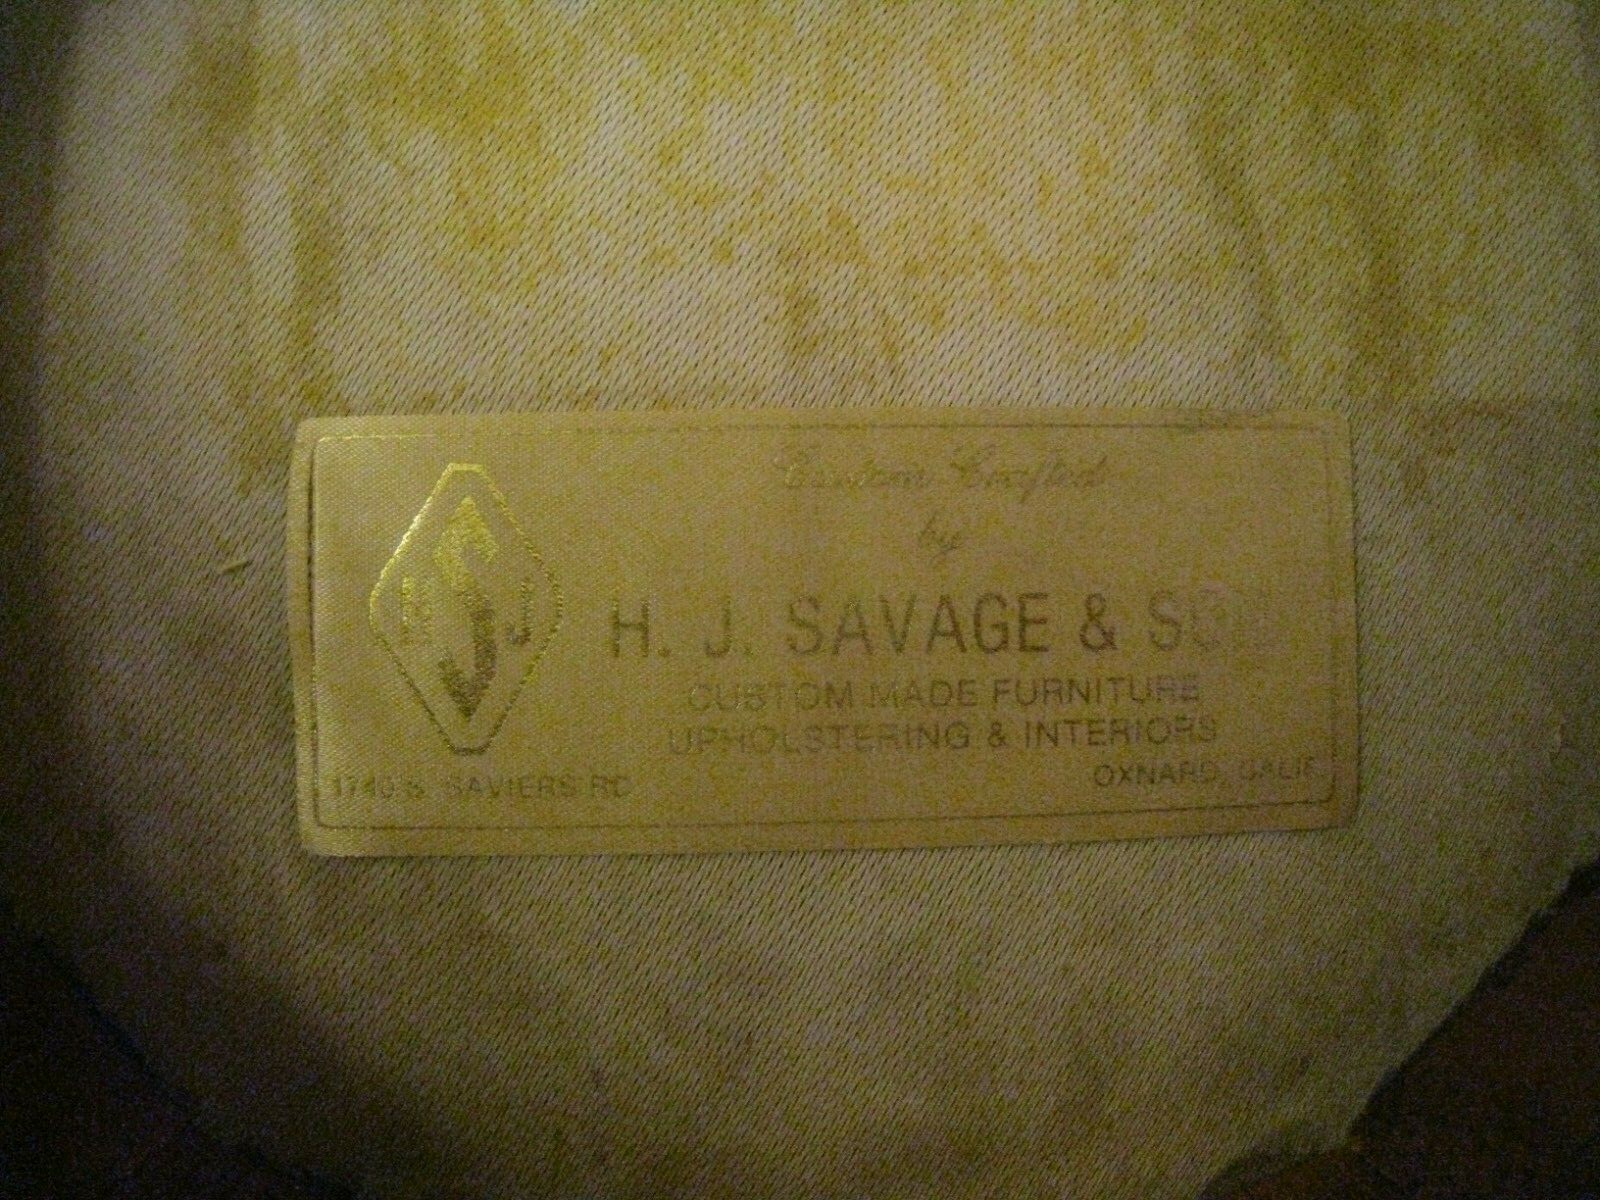 Custom Crafted
by
H S J
H. J. SAVAGE & SON
CUSTOM MADE FURNITURE
UPHOLSTERING & INTERIORS
1740 S. SAVIERS RD
OXNARD, CALIF.